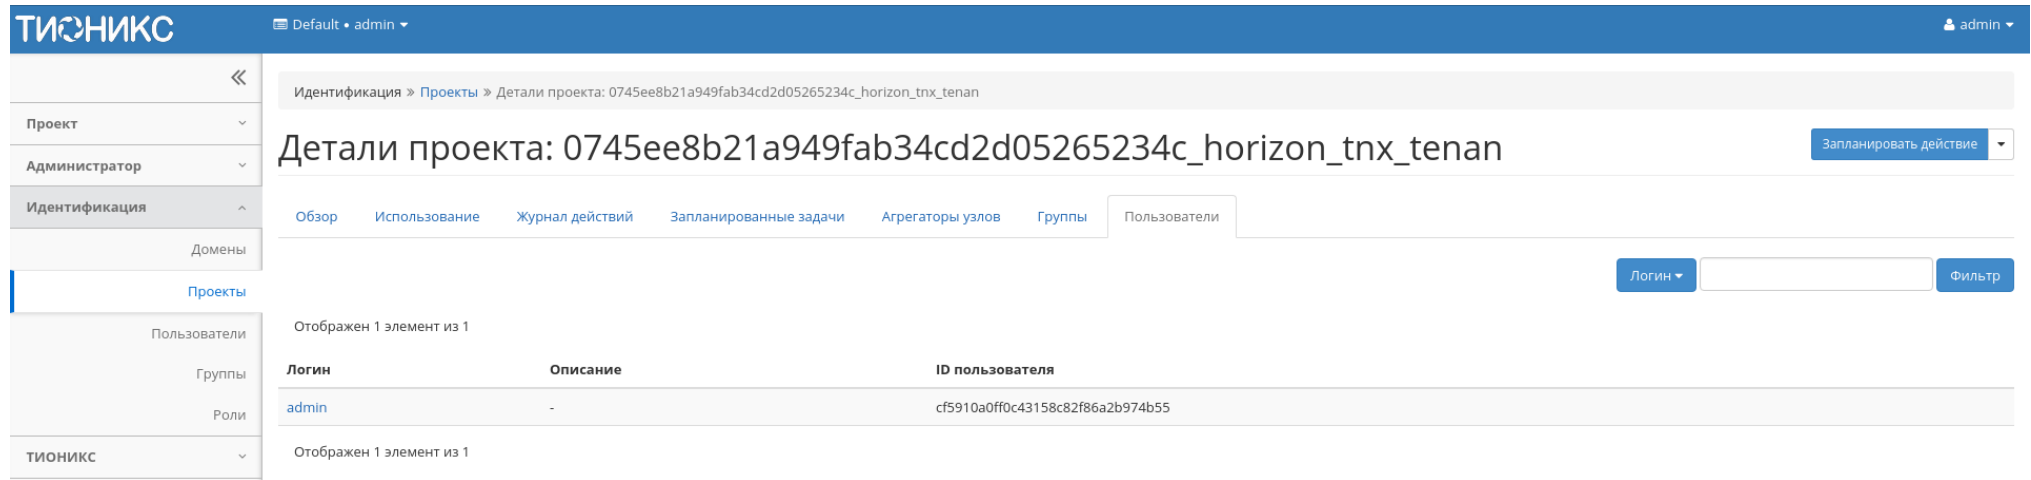 ТИОНИКС
Default • admin
admin
Идентификация » Проекты » Детали проекта: 0745ee8b21a949fab34cd2d05265234c_horizon_tnx_tenan
Проект
Администратор
Идентификация
Домены
Проекты
Пользователи
Группы
Роли
ТИОНИКС
Детали проекта: 0745ee8b21a949fab34cd2d05265234c_horizon_tnx_tenan
Запланировать действие
Обзор Использование Журнал действий Запланированные задачи Агрегаторы узлов Группы Пользователи
Логин Фильтр
Отображен 1 элемент из 1
Логин Описание ID пользователя
admin - cf5910a0ff0c43158c82f86a2b974b55
Отображен 1 элемент из 1